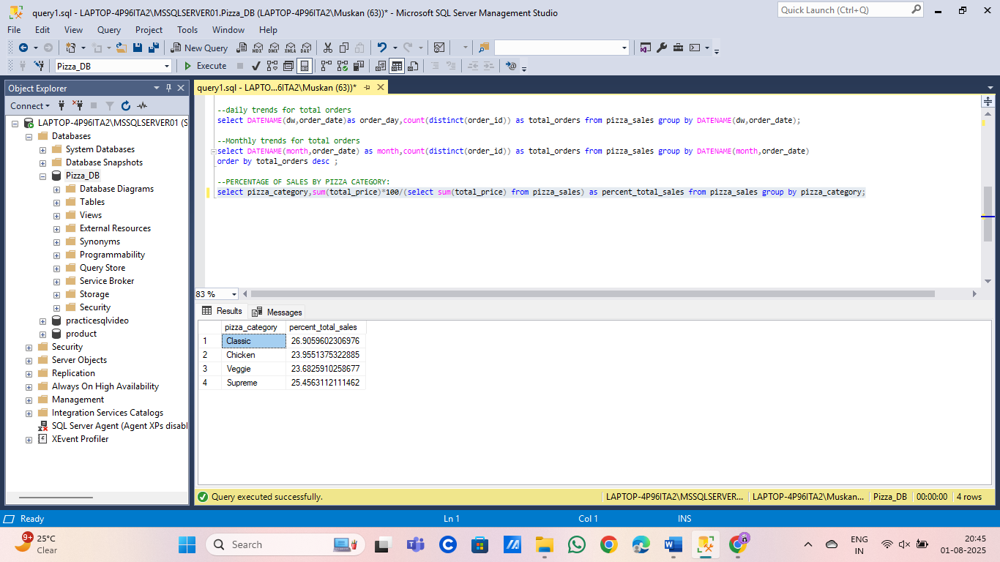 query1.sql - LAPTOP-4P96ITA2\MSSQLSERVER01.Pizza_DB (LAPTOP-4P96ITA2\Muskan (63))* - Microsoft SQL Server Management Studio
Quick Launch (Ctrl+Q)
File Edit View Query Project Tools Window Help
New Query MDX DMX XMLA DAX
Pizza_DB Execute
Object Explorer
Connect
LAPTOP-4P96ITA2\MSSQLSERVER01 (S
Databases
System Databases
Database Snapshots
Pizza_DB
Database Diagrams
Tables
Views
External Resources
Synonyms
Programmability
Query Store
Service Broker
Storage
Security
practicesqlvideo
product
Security
Server Objects
Replication
Always On High Availability
Management
Integration Services Catalogs
SQL Server Agent (Agent XPs disabl
XEvent Profiler
query1.sql - LAPTO...6ITA2\Muskan (63))*
--daily trends for total orders
select DATENAME(dw,order_date)as order_day,count(distinct(order_id)) as total_orders from pizza_sales group by DATENAME(dw,order_date);
--Monthly trends for total orders
select DATENAME(month,order_date) as month,count(distinct(order_id)) as total_orders from pizza_sales group by DATENAME(month,order_date)
order by total_orders desc ;
--PERCENTAGE OF SALES BY PIZZA CATEGORY:
select pizza_category,sum(total_price)*100/(select sum(total_price) from pizza_sales) as percent_total_sales from pizza_sales group by pizza_category;
83 %
Results Messages
pizza_category percent_total_sales
1 Classic 26.9059602306976
2 Chicken 23.9551375322885
3 Veggie 23.6825910258677
4 Supreme 25.4563112111462
Query executed successfully. LAPTOP-4P96ITA2\MSSQLSERVER... LAPTOP-4P96ITA2\Muskan... Pizza_DB 00:00:00 4 rows
Ready Ln 1 Col 1 INS
9+
25°C
Clear
Search
ENG
IN
20:45
01-08-2025